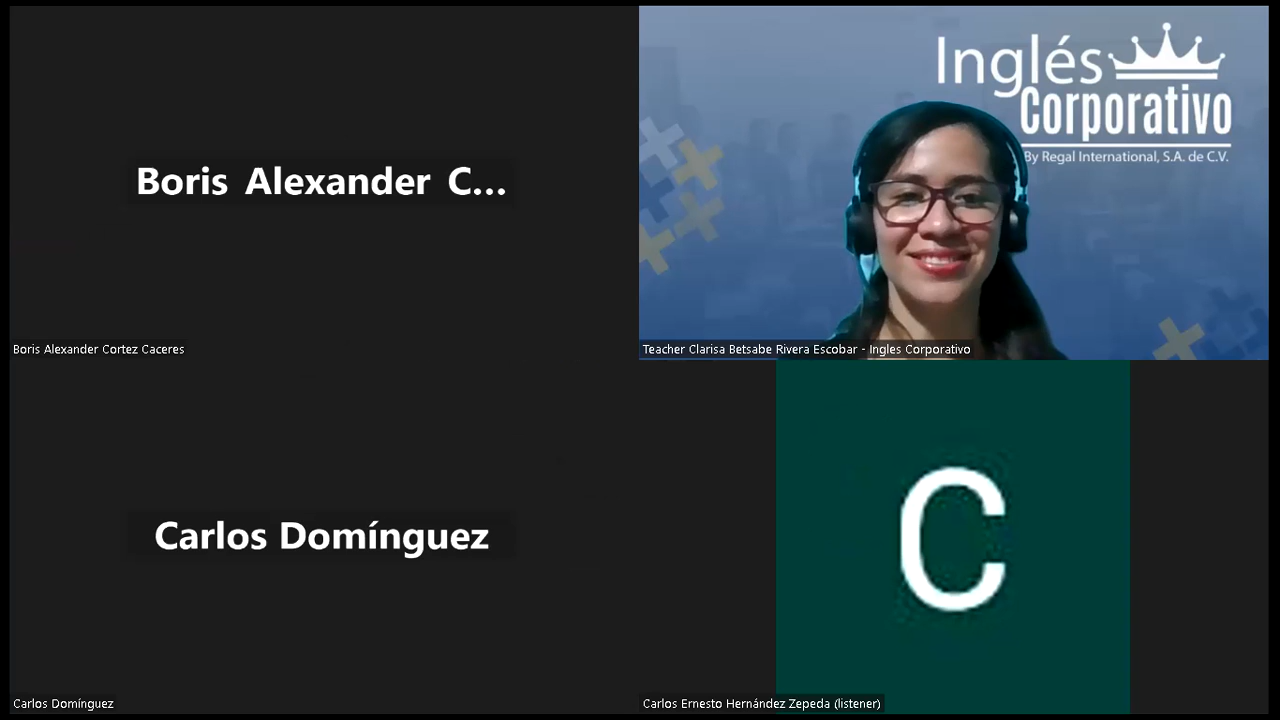 Boris Alexander C...
Boris Alexander Cortez Caceres
Inglés
Corporativo
By Regal International, S.A. de C.V.
Teacher Clarisa Betsabe Rivera Escobar - Ingles Corporativo
Carlos Domínguez
Carlos Domínguez
C
Carlos Ernesto Hernández Zepeda (listener)